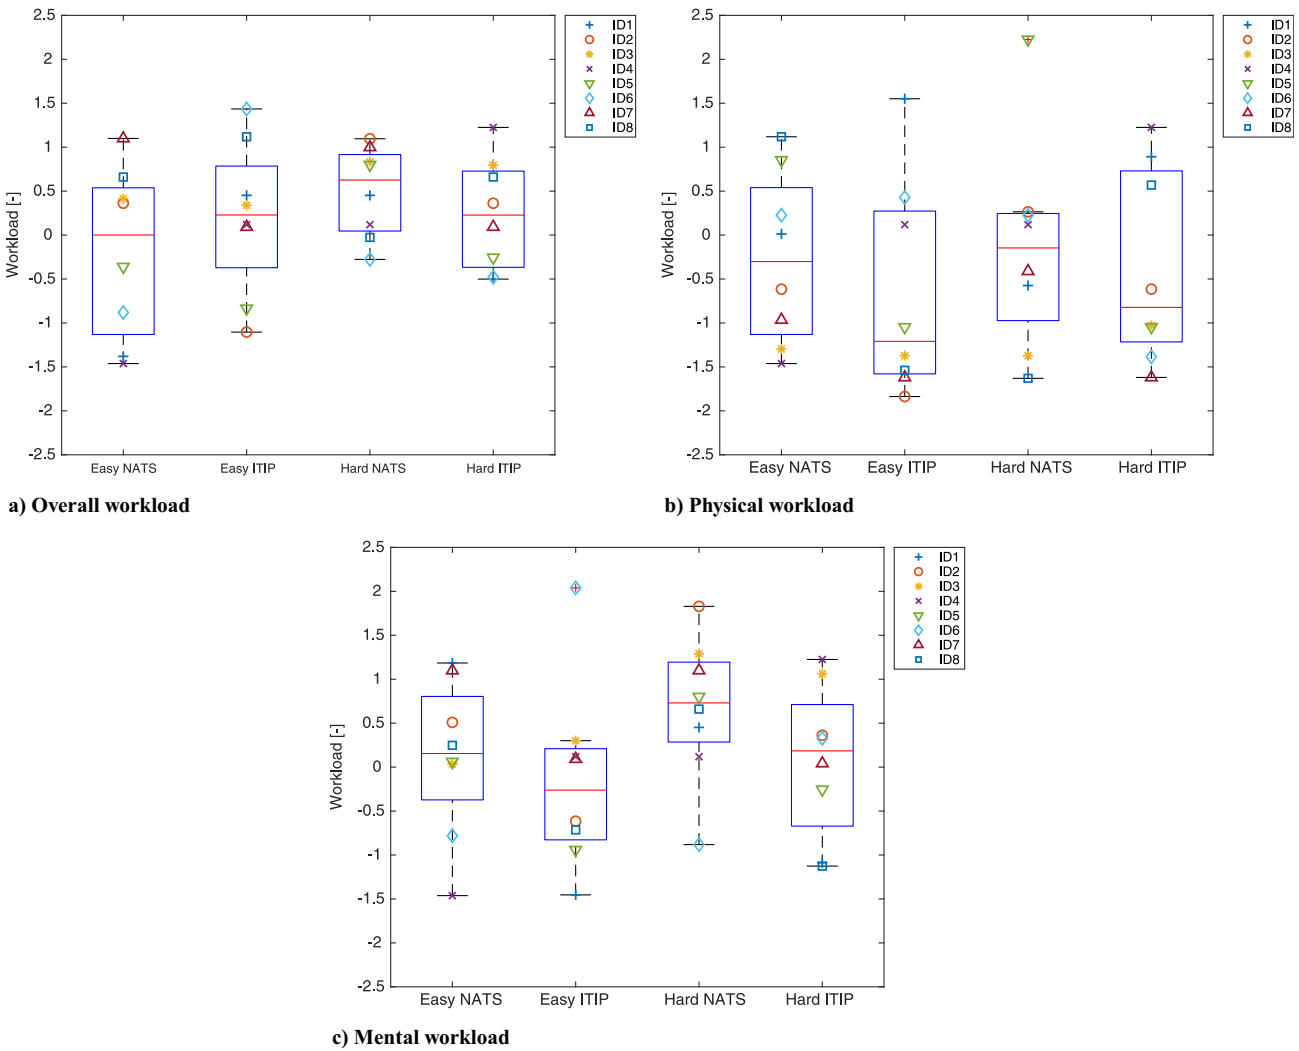 2.5
2
1.5
1
0.5
0
-0.5
-1
-1.5
-2
-2.5
Workload [-]
Easy NATS
Easy ITIP
Hard NATS
Hard ITIP
ID1
ID2
ID3
ID4
ID5
ID6
ID7
ID8
a) Overall workload
2.5
2
1.5
1
0.5
0
-0.5
-1
-1.5
-2
-2.5
Workload [-]
Easy NATS
Easy ITIP
Hard NATS
Hard ITIP
ID1
ID2
ID3
ID4
ID5
ID6
ID7
ID8
b) Physical workload
2.5
2
1.5
1
0.5
0
-0.5
-1
-1.5
-2
-2.5
Workload [-]
Easy NATS
Easy ITIP
Hard NATS
Hard ITIP
ID1
ID2
ID3
ID4
ID5
ID6
ID7
ID8
c) Mental workload